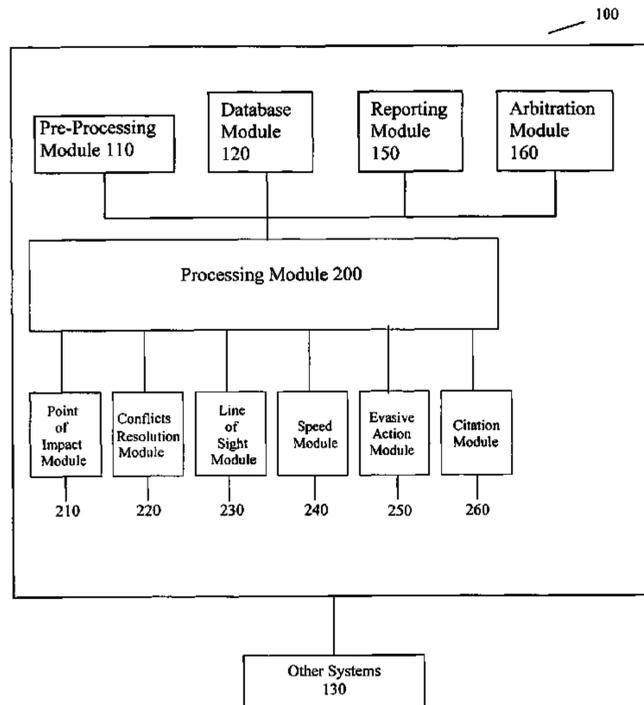 100
Pre-Processing
Module 110
Database
Module
120
Reporting
Module
150
Arbitration
Module
160
Processing Module 200
Point
of
Impact
Module
Conflicts
Resolution
Module
Line
of
Sight
Module
Speed
Module
Evasive
Action
Module
Citation
Module
210
220
230
240
250
260
Other Systems
130